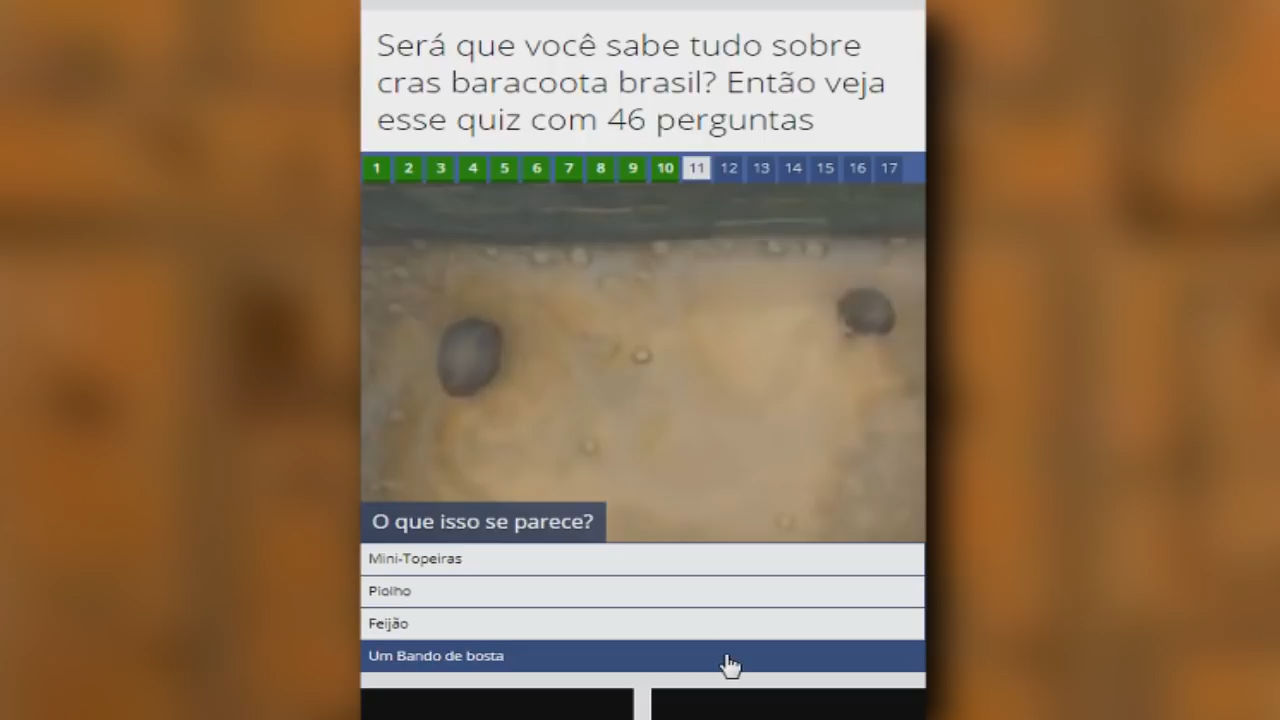 Será que você sabe tudo sobre
cras baracoota brasil? Então veja
esse quiz com 46 perguntas
1 2 3 4 5 6 7 8 9 10 11 12 13 14 15 16 17
O que isso se parece?
Mini-Topeiras
Piolho
Feijão
Um Bando de bosta